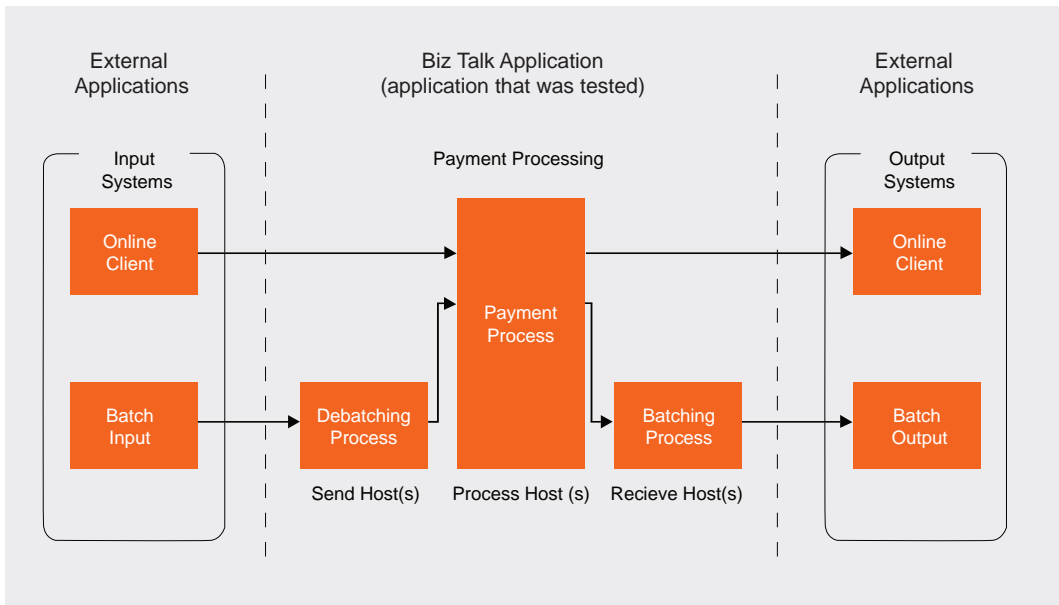 External
Applications
Biz Talk Application
(application that was tested)
External
Applications
Input
Systems
Payment Processing
Output
Systems
Online
Client
Payment
Process
Online
Client
Batch
Input
Debatching
Process
Batching
Process
Batch
Output
Send Host(s)
Process Host (s)
Recieve Host(s)